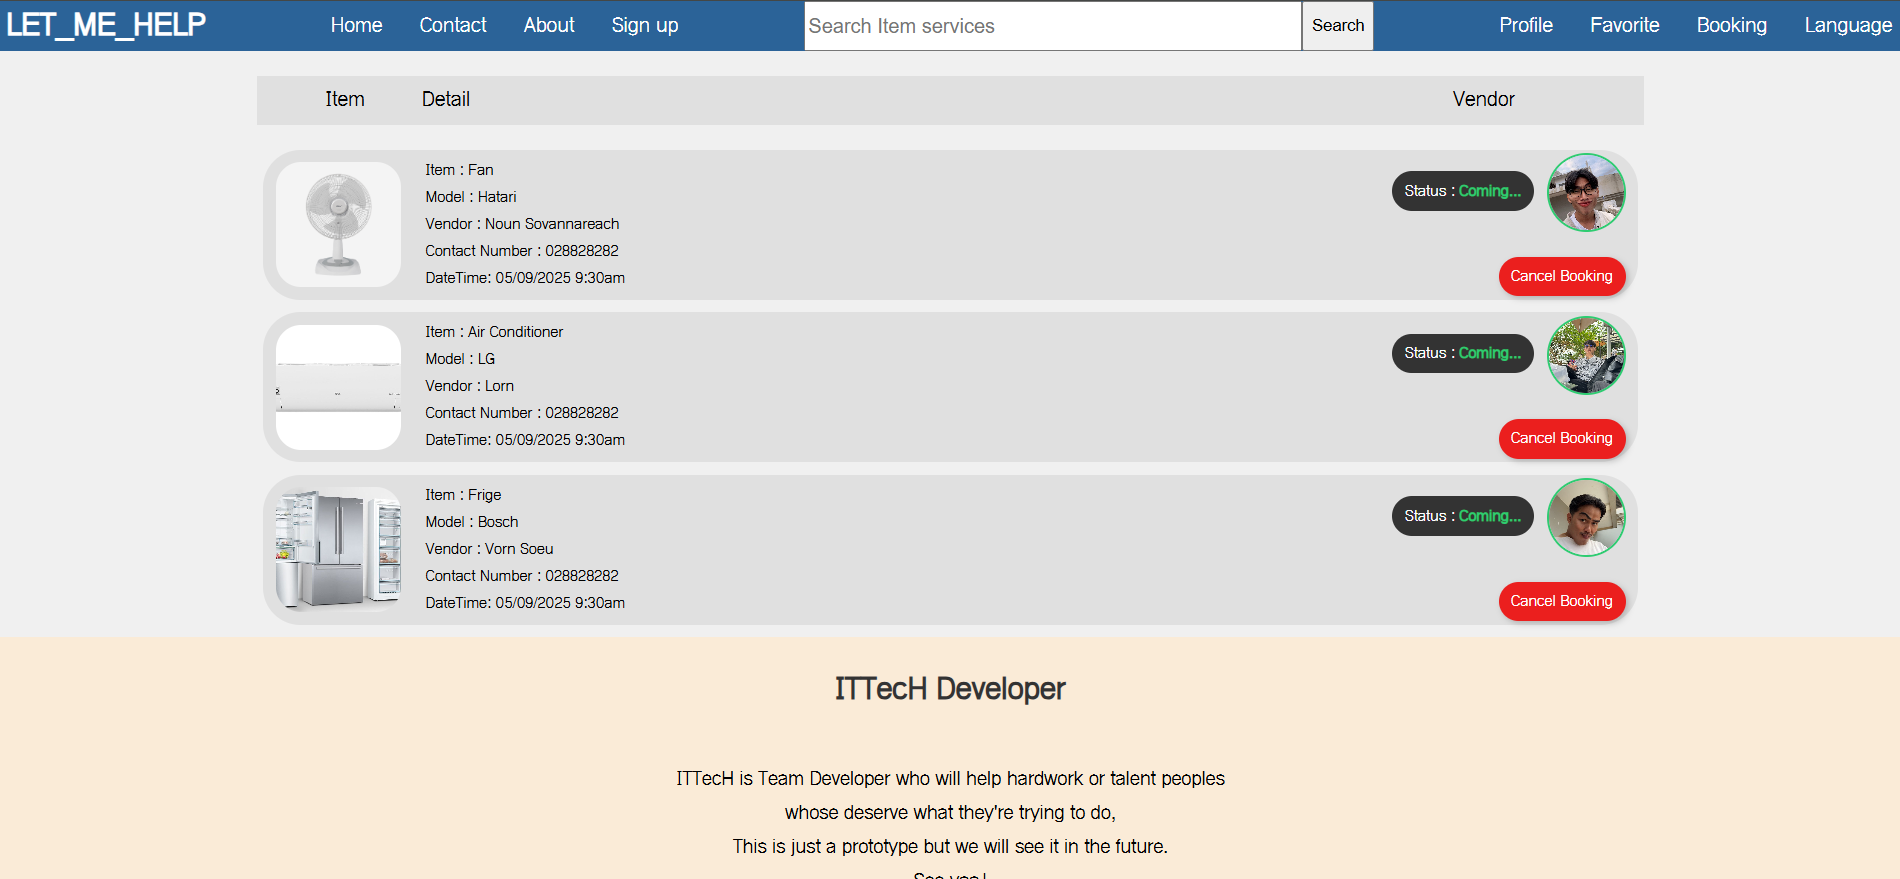 LET_ME_HELP Home Contact About Sign up Search Item services Search Profile Favorite Booking Language
Item Detail Vendor
Item : Fan
Model : Hatari
Vendor : Noun Sovannareach
Contact Number : 028828282
DateTime: 05/09/2025 9:30am
Status : Coming...
Cancel Booking
Item : Air Conditioner
Model : LG
Vendor : Lorn
Contact Number : 028828282
DateTime: 05/09/2025 9:30am
Status : Coming...
Cancel Booking
Item : Frige
Model : Bosch
Vendor : Vorn Soeu
Contact Number : 028828282
DateTime: 05/09/2025 9:30am
Status : Coming...
Cancel Booking
ITTecH Developer
ITTecH is Team Developer who will help hardwork or talent peoples
whose deserve what they're trying to do,
This is just a prototype but we will see it in the future.